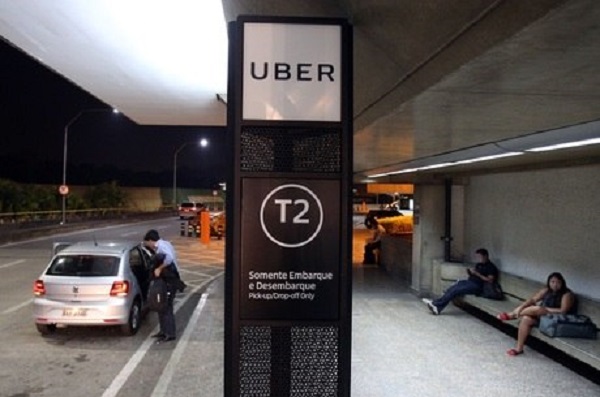 UBER
T2
Somente Embarque
e Desembarque
Pick-up/Drop-off Only